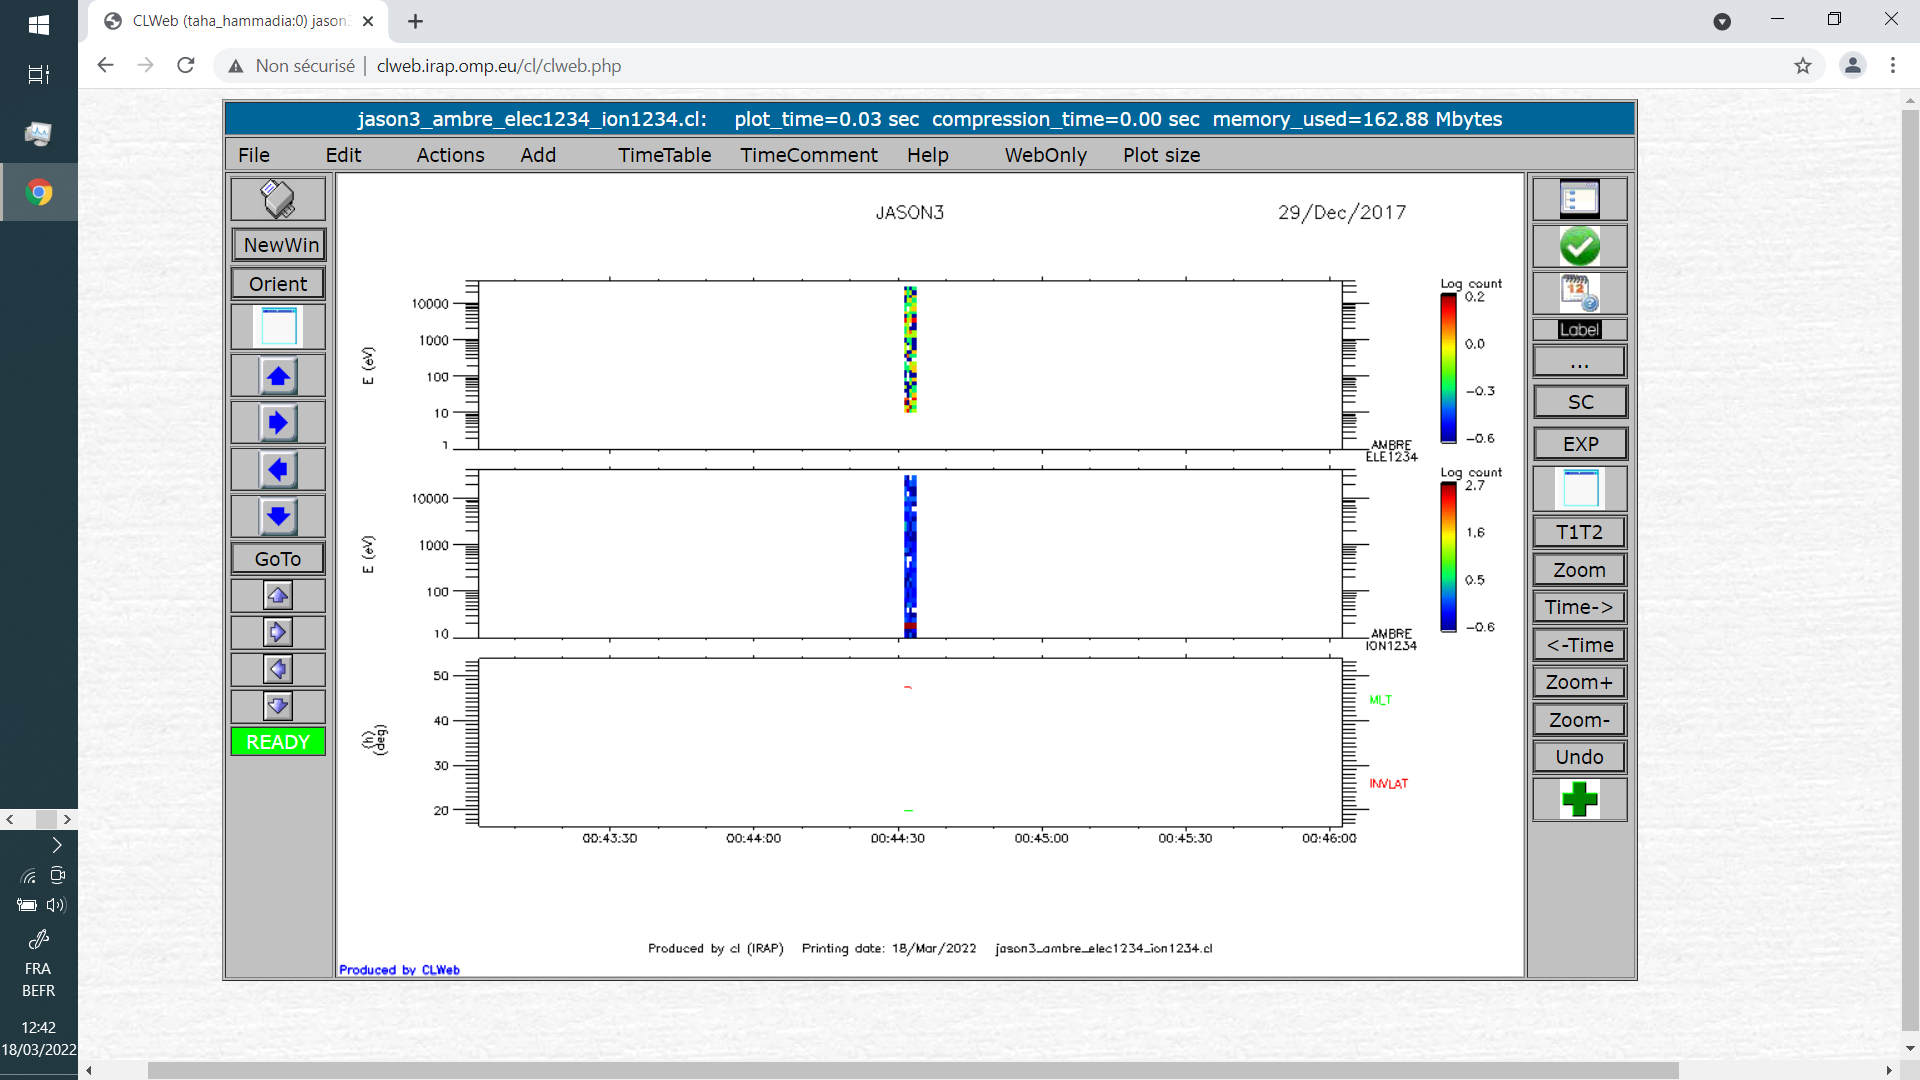 CLWeb (taha_hammadia:0) jason3
Non sécurisé | clweb.irap.omp.eu/cl/clweb.php
jason3_ambre_elec1234_ion1234.cl: plot_time=0.03 sec compression_time=0.00 sec memory_used=162.88 Mbytes
File Edit Actions Add TimeTable TimeComment Help WebOnly Plot size
NewWin
Orient
GoTo
READY
JASON3 29/Dec/2017
E (eV)
10000
1000
100
10
1
Log count
0.2
0.0
-0.3
-0.6
AMBRE
ELE1234
E (eV)
10000
1000
100
10
Log count
2.7
1.6
0.5
-0.6
AMBRE
ION1234
(h)
(deg)
50
40
30
20
MLT
INVLAT
00:43:30 00:44:00 00:44:30 00:45:00 00:45:30 00:46:00
Produced by cl (IRAP) Printing date: 18/Mar/2022 jason3_ambre_elec1234_ion1234.cl
Produced by CLWeb
12
Label
...
SC
EXP
T1T2
Zoom
Time->
<-Time
Zoom+
Zoom-
Undo
FRA
BEFR
12:42
18/03/2022